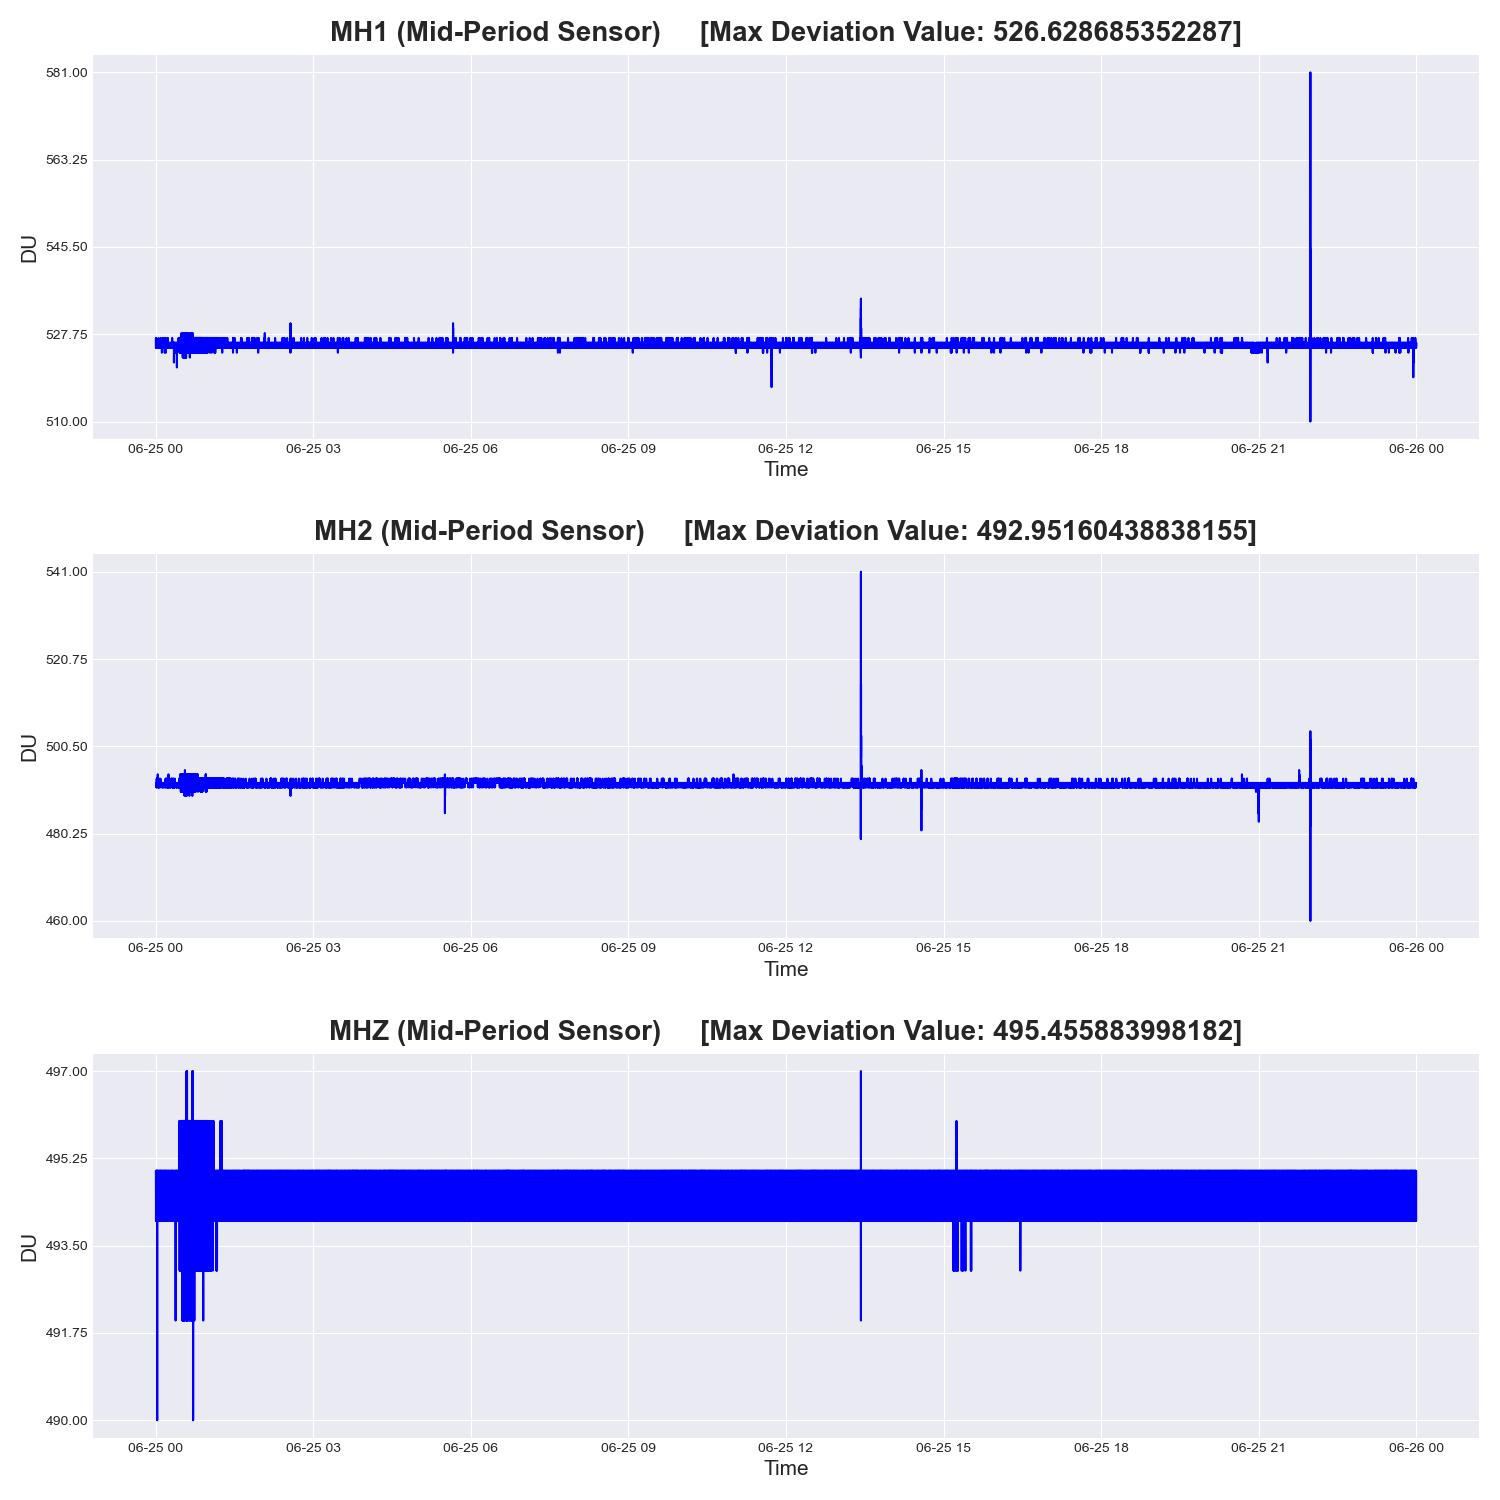 MH1 (Mid-Period Sensor) [Max Deviation Value: 526.628685352287]
581.00
563.25
545.50
527.75
510.00
DU
06-25 00 06-25 03 06-25 06 06-25 09 06-25 12 06-25 15 06-25 18 06-25 21 06-26 00
Time
MH2 (Mid-Period Sensor) [Max Deviation Value: 492.95160438838155]
541.00
520.75
500.50
480.25
460.00
DU
06-25 00 06-25 03 06-25 06 06-25 09 06-25 12 06-25 15 06-25 18 06-25 21 06-26 00
Time
MHZ (Mid-Period Sensor) [Max Deviation Value: 495.455883998182]
497.00
495.25
493.50
491.75
490.00
DU
06-25 00 06-25 03 06-25 06 06-25 09 06-25 12 06-25 15 06-25 18 06-25 21 06-26 00
Time